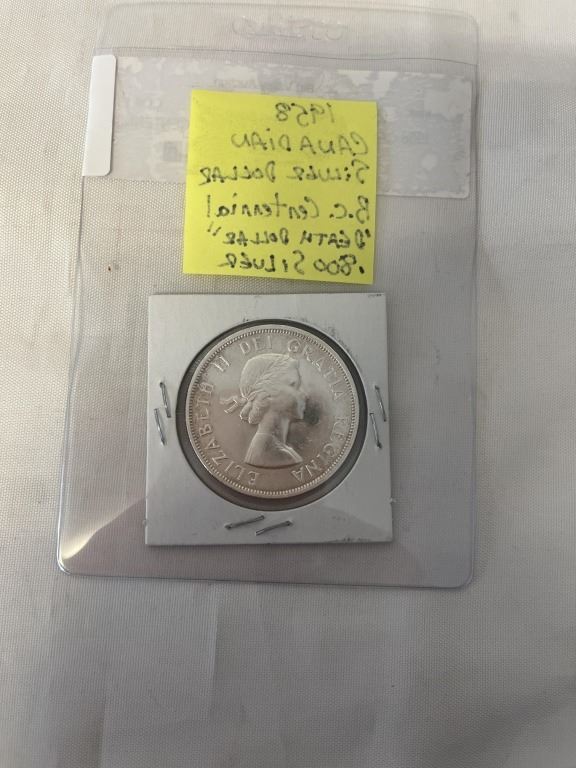 1958
CANADIAN
SILVER DOLLAR
B.C. Centennial
"DEATH DOLLAR"
.800 SILVER
ELIZABETH II DEI GRATIA REGINA